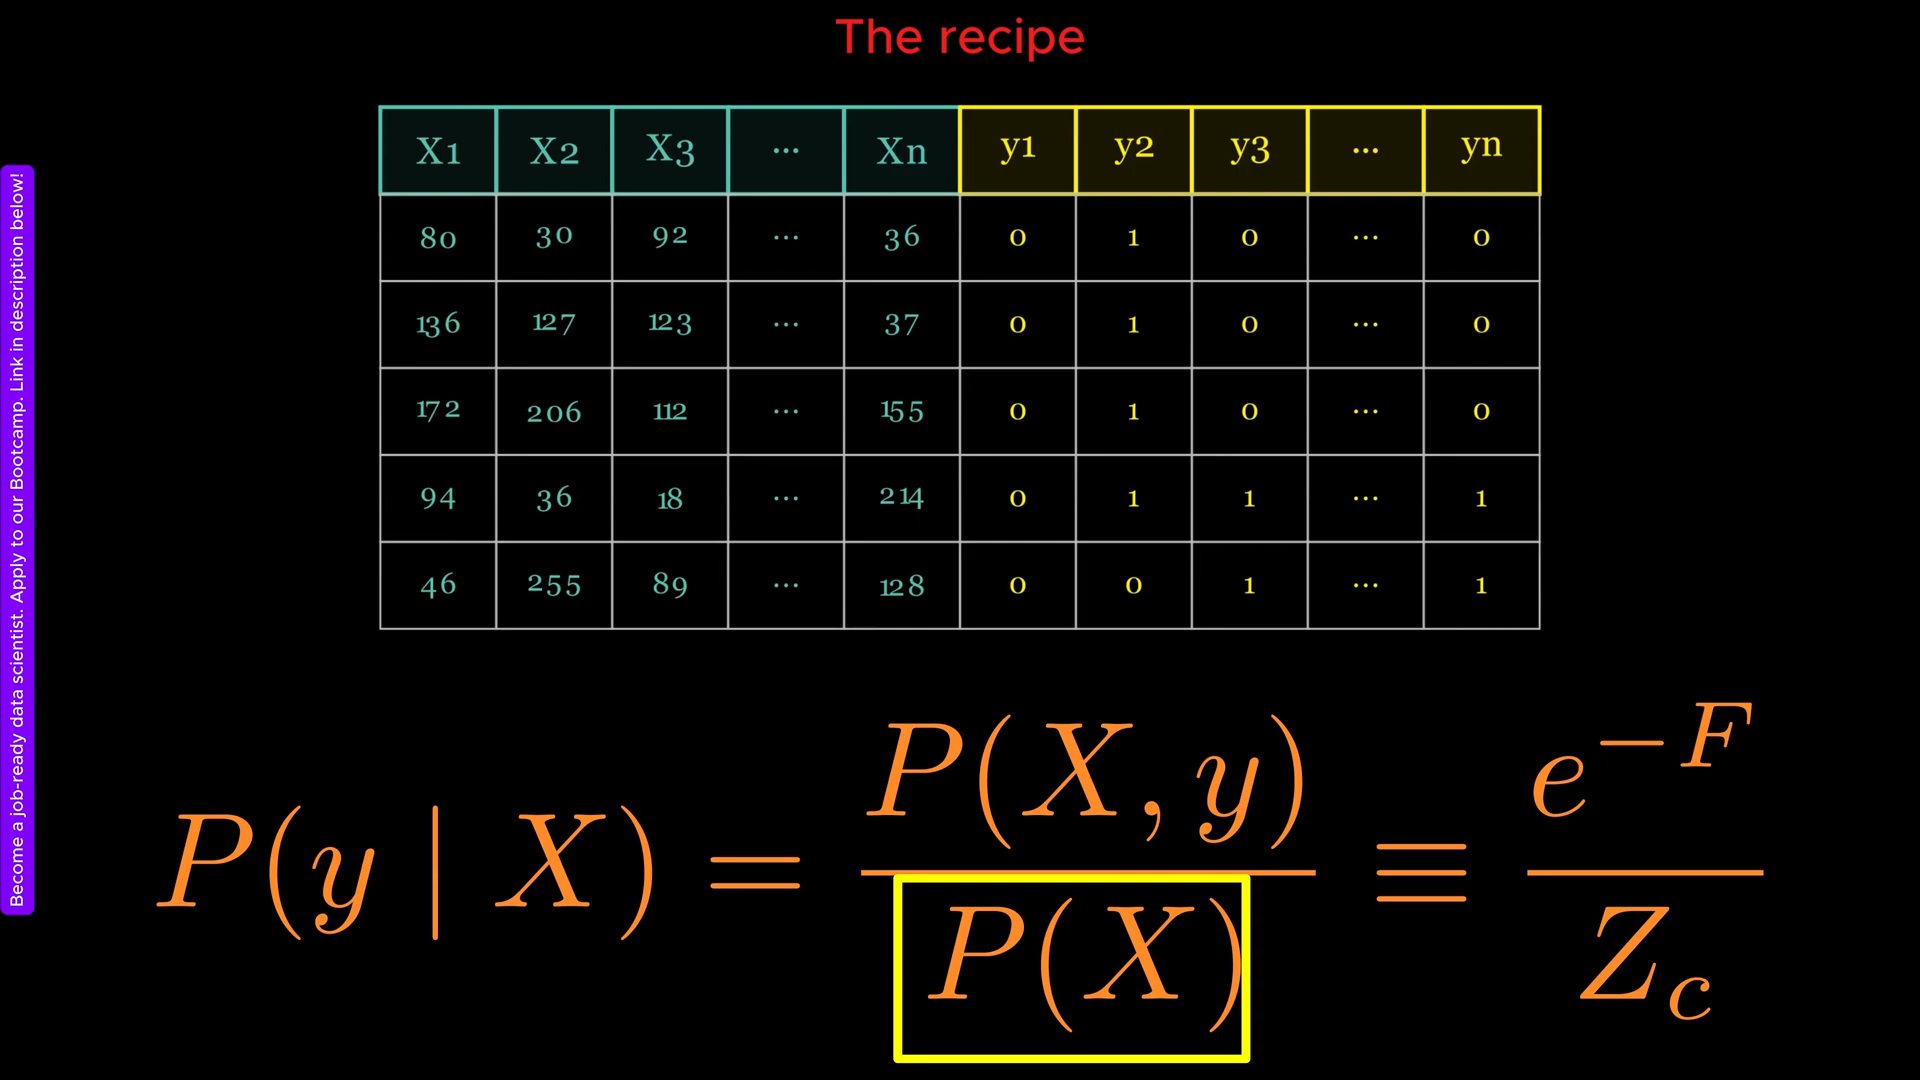 The recipe
X1 X2 X3 ... Xn y1 y2 y3 ... yn
80 30 92 ... 36 0 1 0 ... 0
136 127 123 ... 37 0 1 0 ... 0
172 206 112 ... 155 0 1 0 ... 0
94 36 18 ... 214 0 1 1 ... 1
46 255 89 ... 128 0 0 1 ... 1
P(y | X) = P(X, y) / P(X) ≡ e^{-F} / Z_c
Become a job-ready data scientist. Apply to our Bootcamp. Link in description below!